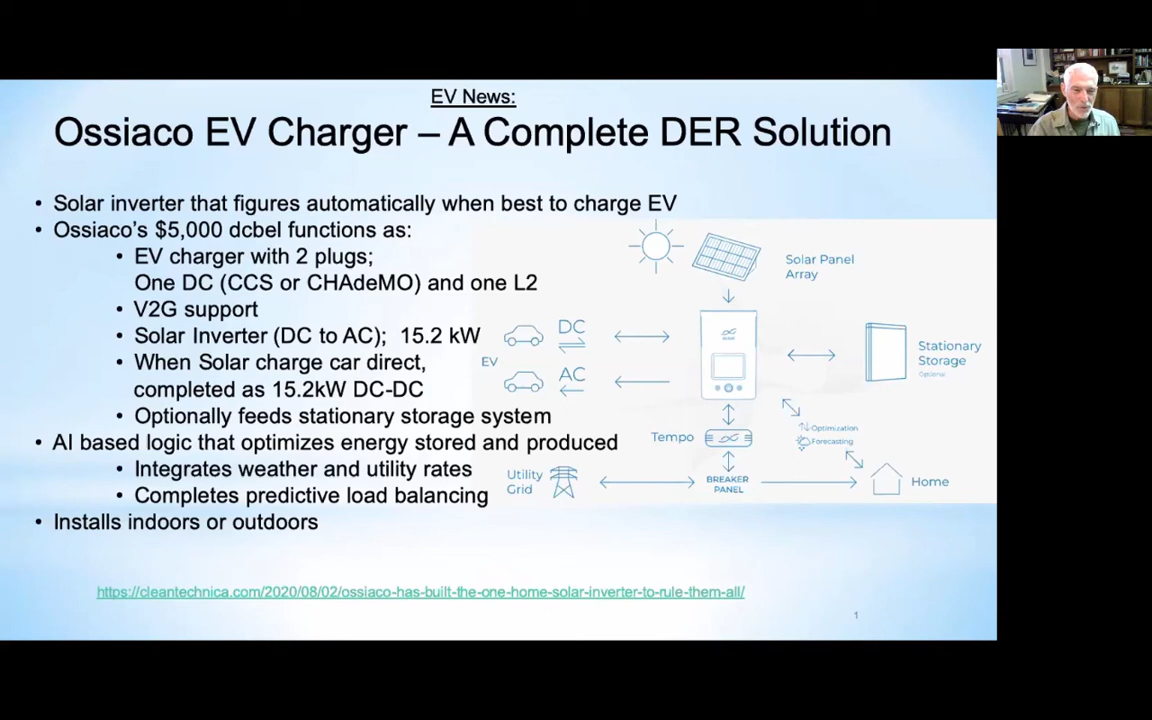 EV News:
Ossiaco EV Charger – A Complete DER Solution
• Solar inverter that figures automatically when best to charge EV
• Ossiaco's $5,000 dcbel functions as:
• EV charger with 2 plugs;
One DC (CCS or CHAdeMO) and one L2
• V2G support
• Solar Inverter (DC to AC); 15.2 kW
• When Solar charge car direct,
completed as 15.2kW DC-DC
• Optionally feeds stationary storage system
• AI based logic that optimizes energy stored and produced
• Integrates weather and utility rates
• Completes predictive load balancing
• Installs indoors or outdoors
Solar Panel
Array
DC
EV
AC
Stationary
Storage
Optional
Tempo
Optimization
Forecasting
Utility
Grid
BREAKER
PANEL
Home
https://cleantechnica.com/2020/08/02/ossiaco-has-built-the-one-home-solar-inverter-to-rule-them-all/
1